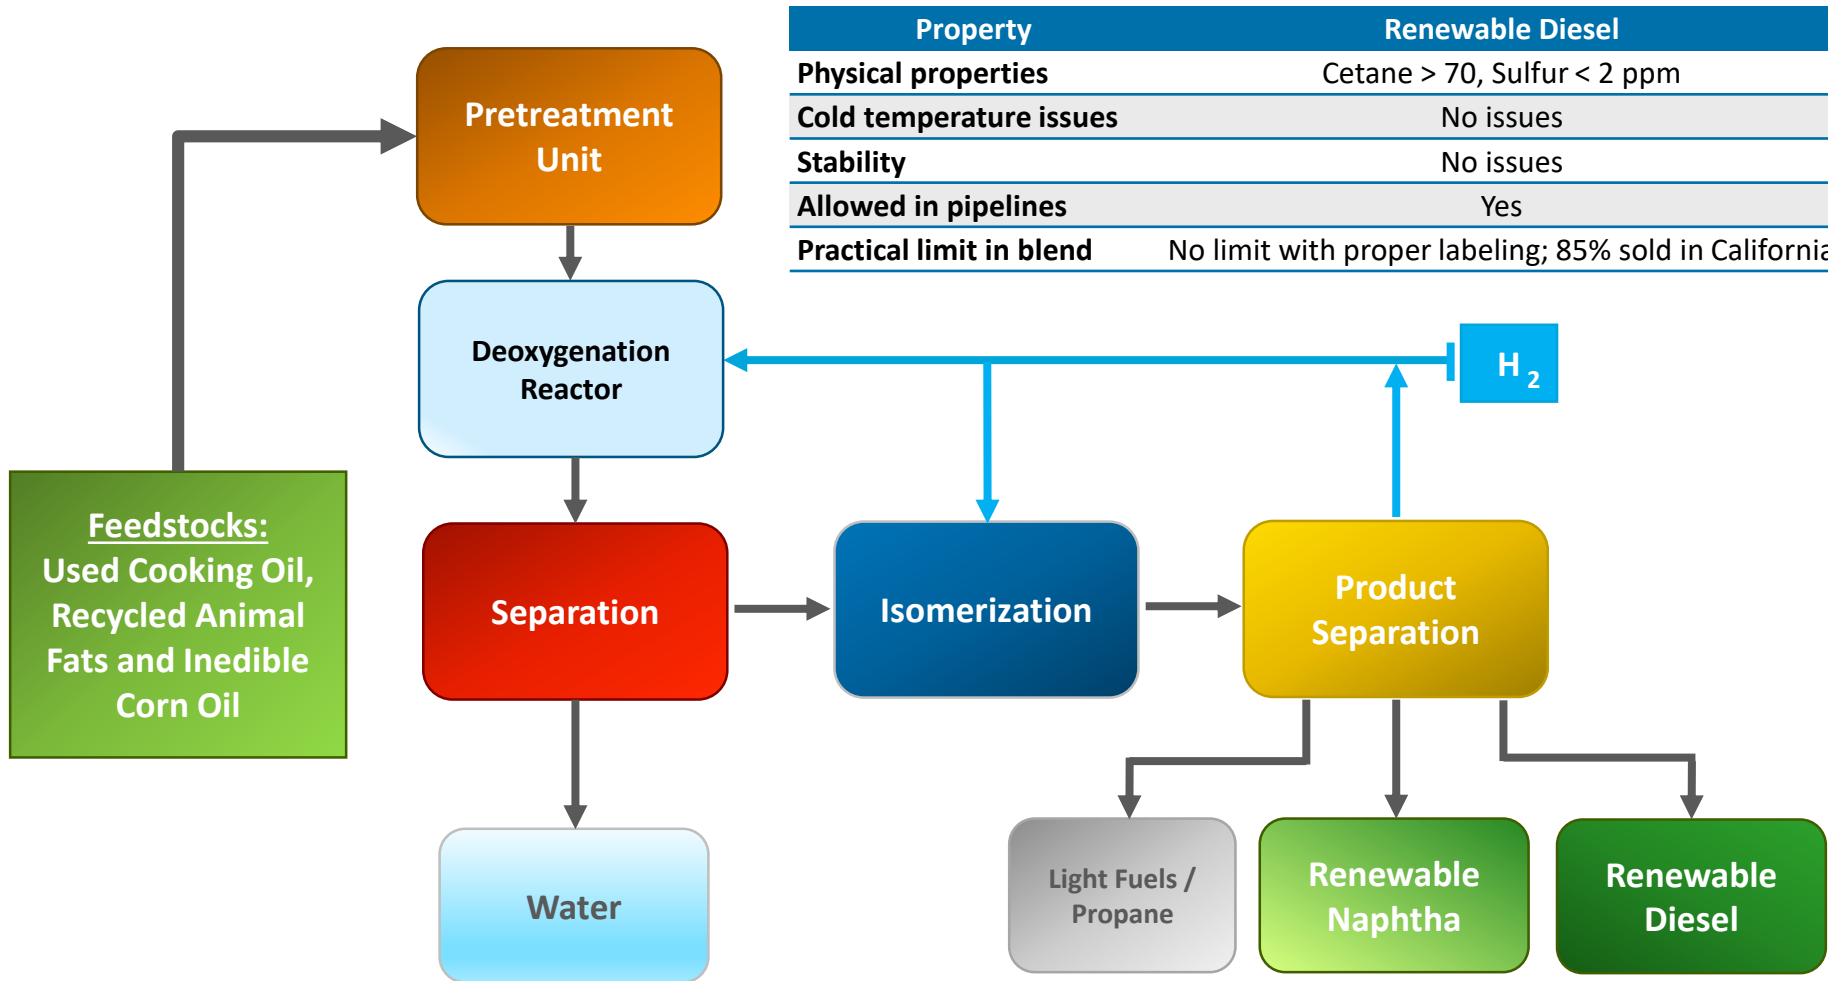 Property Renewable Diesel
Physical properties Cetane > 70, Sulfur < 2 ppm
Cold temperature issues No issues
Stability No issues
Allowed in pipelines Yes
Practical limit in blend No limit with proper labeling; 85% sold in California
Pretreatment
Unit
Deoxygenation
Reactor
H 2
Feedstocks:
Used Cooking Oil,
Recycled Animal
Fats and Inedible
Corn Oil
Separation
Isomerization
Product
Separation
Water
Light Fuels /
Propane
Renewable
Naphtha
Renewable
Diesel